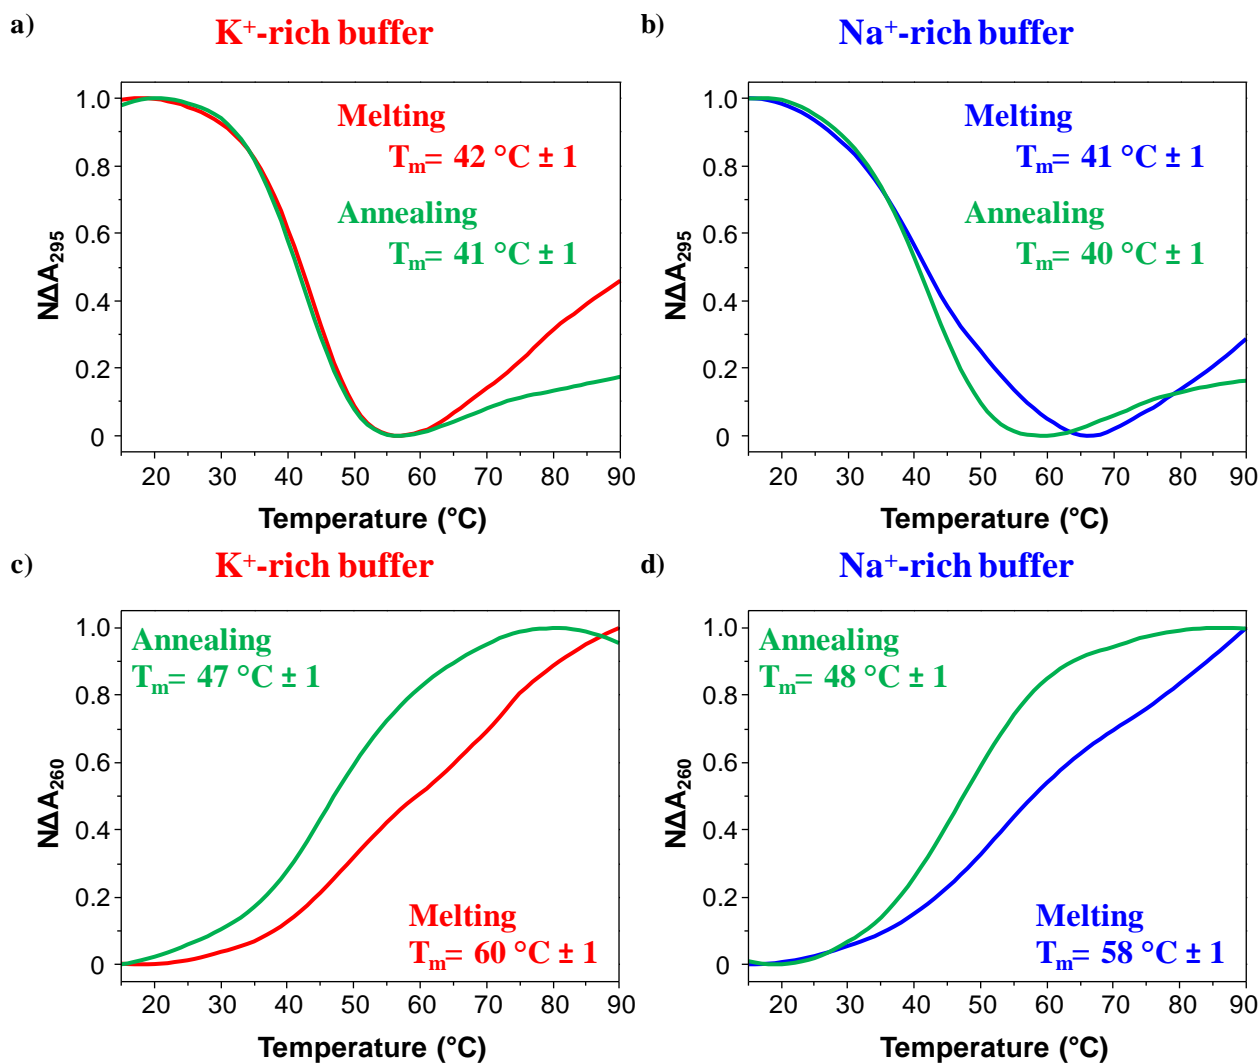 a)
K⁺-rich buffer
1.0
0.8
0.6
0.4
0.2
0
NΔA₂₉₅
Melting
Tₘ= 42 °C ± 1
Annealing
Tₘ= 41 °C ± 1
20 30 40 50 60 70 80 90
Temperature (°C)
b)
Na⁺-rich buffer
1.0
0.8
0.6
0.4
0.2
0
NΔA₂₉₅
Melting
Tₘ= 41 °C ± 1
Annealing
Tₘ= 40 °C ± 1
20 30 40 50 60 70 80 90
Temperature (°C)
c)
K⁺-rich buffer
1.0
0.8
0.6
0.4
0.2
0
NΔA₂₆₀
Annealing
Tₘ= 47 °C ± 1
Melting
Tₘ= 60 °C ± 1
20 30 40 50 60 70 80 90
Temperature (°C)
d)
Na⁺-rich buffer
1.0
0.8
0.6
0.4
0.2
0
NΔA₂₆₀
Annealing
Tₘ= 48 °C ± 1
Melting
Tₘ= 58 °C ± 1
20 30 40 50 60 70 80 90
Temperature (°C)